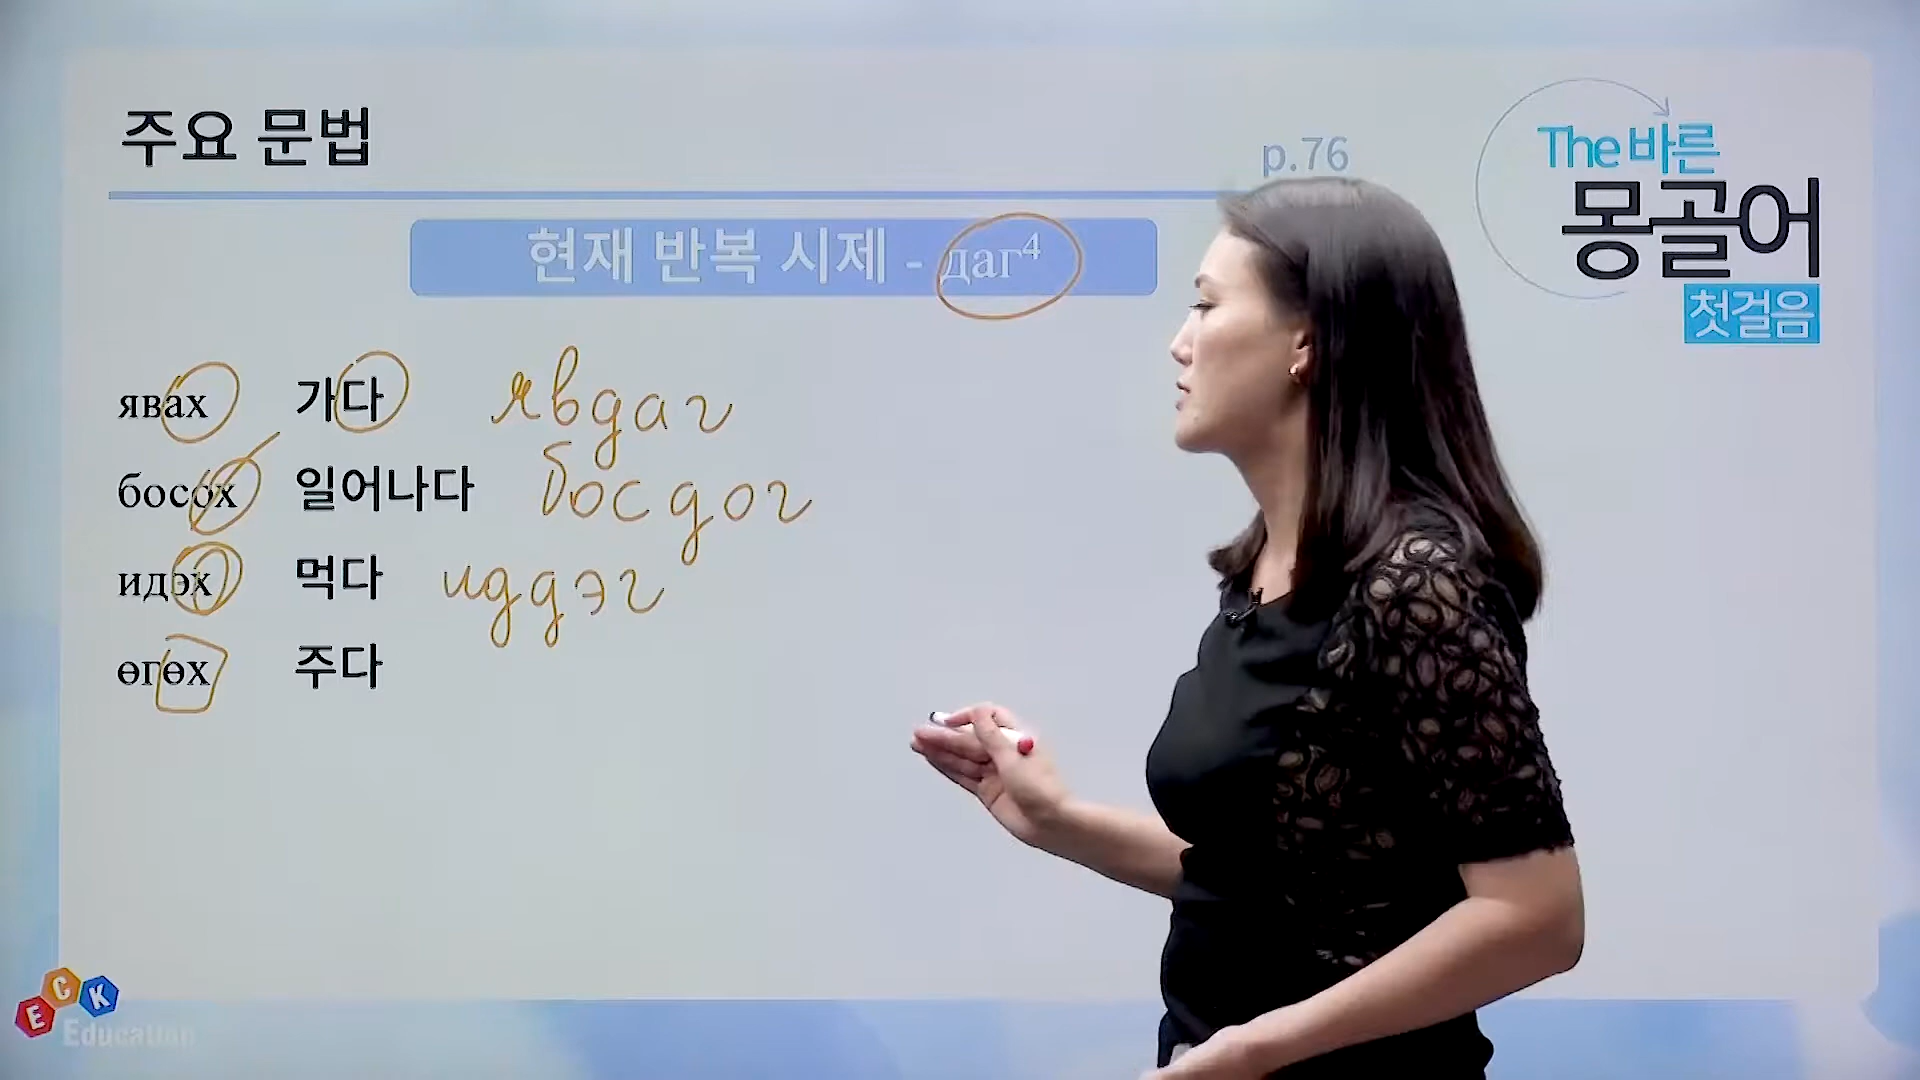 주요 문법
p.76
The 바른
몽골어
첫걸음
현재 반복 시제 - даг⁴
явах 가다 явдаг
босох 일어나다 босдог
идэх 먹다 иддэг
өгөх 주다
ECK
Education